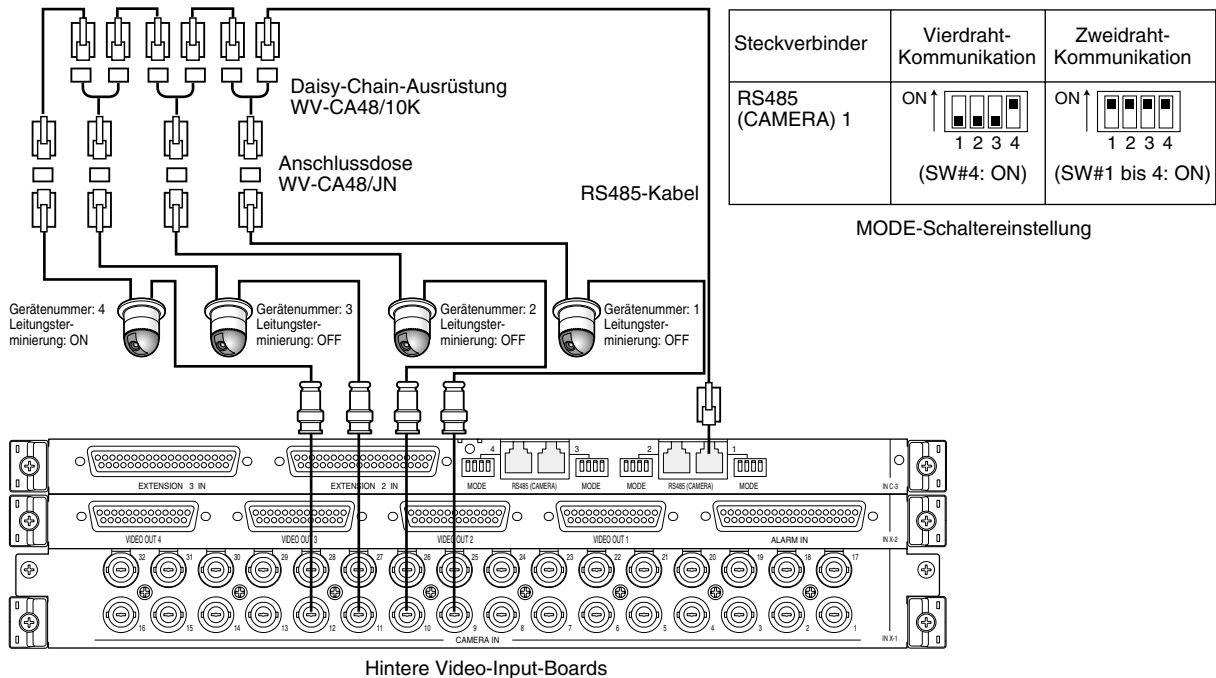 Daisy-Chain-Ausrüstung
WV-CA48/10K
Anschlussdose
WV-CA48/JN
RS485-Kabel
Steckverbinder
Vierdraht-
Kommunikation
Zweidraht-
Kommunikation
RS485
(CAMERA) 1
ON
1 2 3 4
(SW#4: ON)
ON
1 2 3 4
(SW#1 bis 4: ON)
MODE-Schaltereinstellung
Gerätenummer: 4
Leitungster-
minierung: ON
Gerätenummer: 3
Leitungster-
minierung: OFF
Gerätenummer: 2
Leitungster-
minierung: OFF
Gerätenummer: 1
Leitungster-
minierung: OFF
4 3 2 1
EXTENSION 3 IN
EXTENSION 2 IN
MODE
RS485 (CAMERA)
MODE
MODE
RS485 (CAMERA)
MODE
IN C-3
VIDEO OUT 4
VIDEO OUT 3
VIDEO OUT 2
VIDEO OUT 1
ALARM IN
IN X-2
32 31 30 29 28 27 26 25 24 23 22 21 20 19 18 17
16 15 14 13 12 11 10 9 8 7 6 5 4 3 2 1
CAMERA IN
IN X-1
Hintere Video-Input-Boards